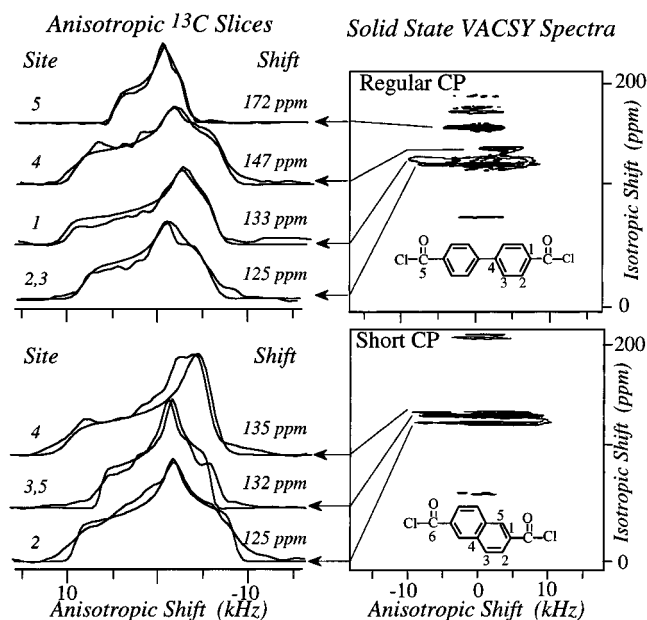 Anisotropic ¹³C Slices
Solid State VACSY Spectra
Site
Shift
5
172 ppm
4
147 ppm
1
133 ppm
2,3
125 ppm
Regular CP
200
0
Isotropic Shift (ppm)
O
Cl-C
5
4
3
2
1
O
C-Cl
Site
Shift
4
135 ppm
3,5
132 ppm
2
125 ppm
10
-10
Anisotropic Shift (kHz)
Short CP
200
0
Isotropic Shift (ppm)
O
Cl-C
6
5
1
4
3
2
O
C-Cl
-10
0
10
Anisotropic Shift (kHz)